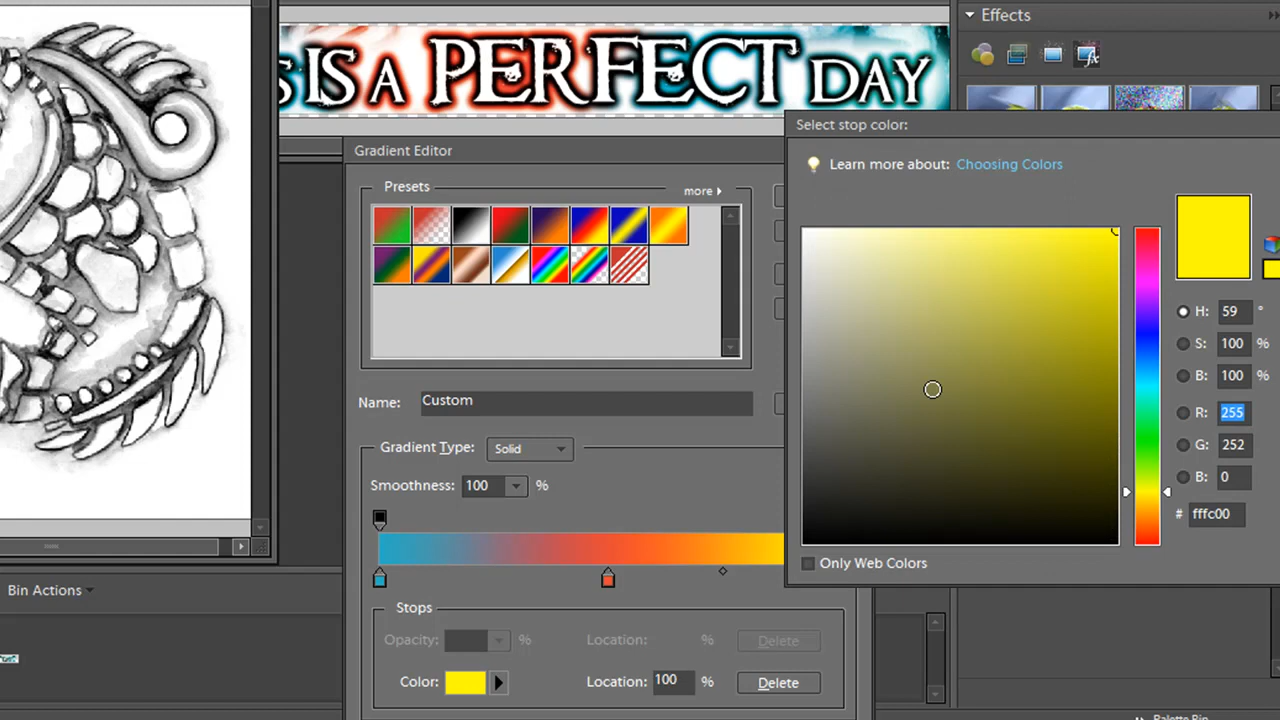 Effects
S IS A PERFECT DAY
Select stop color:
Gradient Editor
Learn more about: Choosing Colors
Presets
more
H: 59 °
S: 100 %
B: 100 %
Name: Custom
R: 255
Gradient Type: Solid
G: 252
Smoothness: 100 %
B: 0
# fffc00
Only Web Colors
Bin Actions
Stops
Opacity: % Location: % Delete
Color: Location: 100 % Delete
Palette Bin